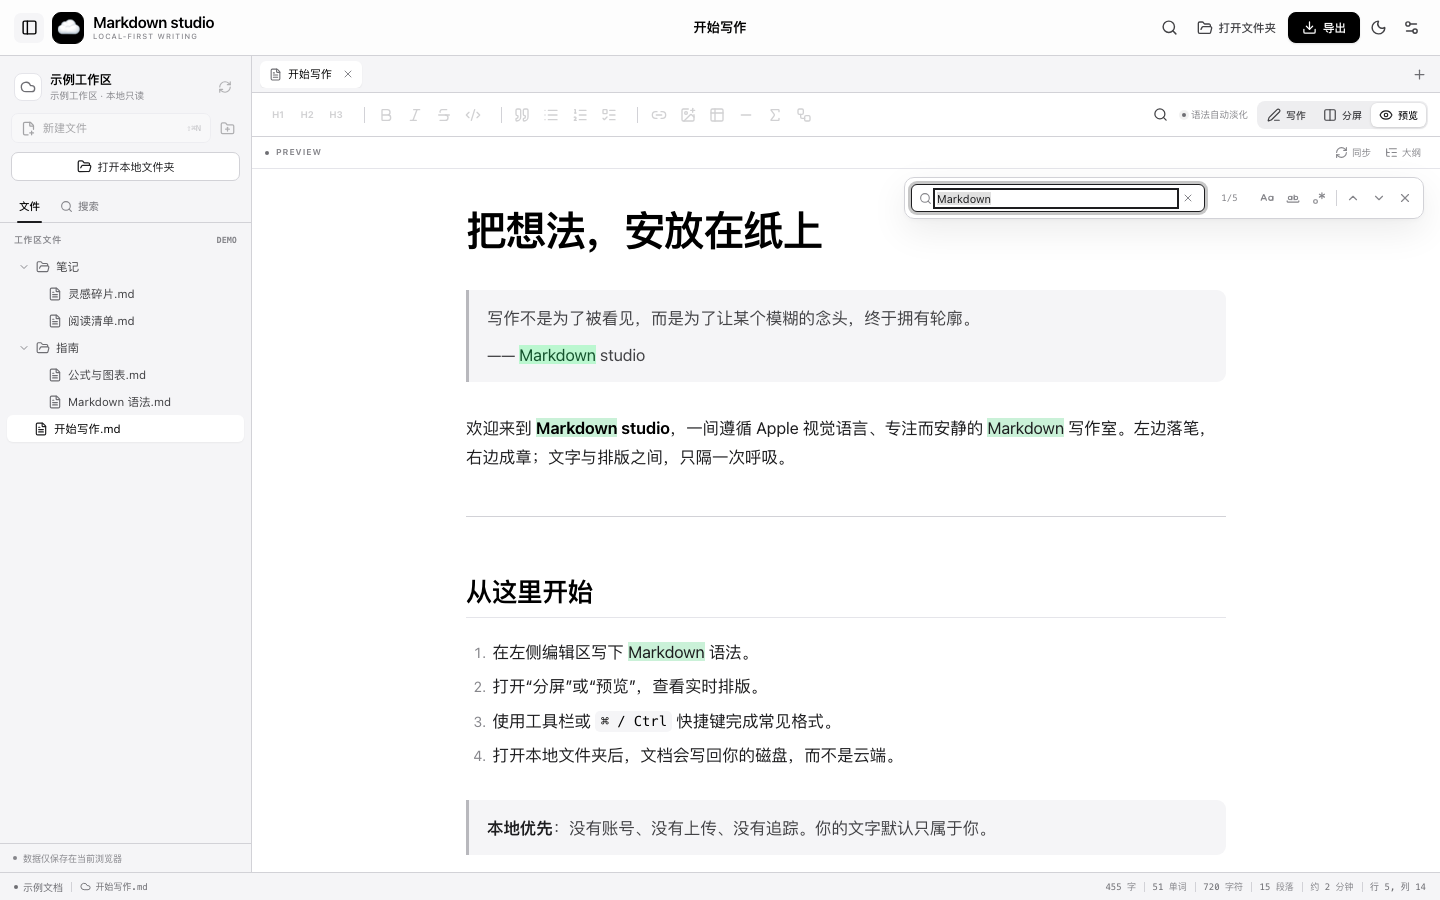 Markdown studio
LOCAL-FIRST WRITING
开始写作
打开文件夹
导出
示例工作区
示例工作区 · 本地只读
新建文件
打开本地文件夹
文件
搜索
工作区文件
DEMO
笔记
灵感碎片.md
阅读清单.md
指南
公式与图表.md
Markdown 语法.md
开始写作.md
数据仅保存在当前浏览器
开始写作
H1 H2 H3
语法自动淡化
写作
分屏
预览
PREVIEW
同步
大纲
Markdown
1/5
Aa
ab
把想法，安放在纸上
写作不是为了被看见，而是为了让某个模糊的念头，终于拥有轮廓。
—— Markdown studio
欢迎来到 Markdown studio，一间遵循 Apple 视觉语言、专注而安静的 Markdown 写作室。左边落笔，
右边成章；文字与排版之间，只隔一次呼吸。
从这里开始
1. 在左侧编辑区写下 Markdown 语法。
2. 打开“分屏”或“预览”，查看实时排版。
3. 使用工具栏或 ⌘ / Ctrl 快捷键完成常见格式。
4. 打开本地文件夹后，文档会写回你的磁盘，而不是云端。
本地优先：没有账号、没有上传、没有追踪。你的文字默认只属于你。
示例文档
开始写作.md
455 字
51 单词
720 字符
15 段落
约 2 分钟
行 5, 列 14